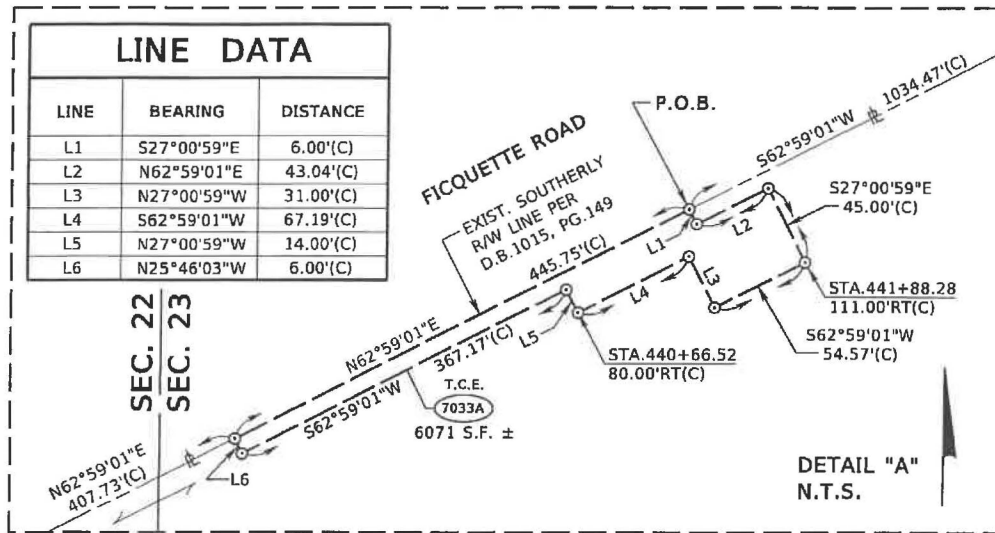 LINE DATA
LINE BEARING DISTANCE
L1 S27°00'59"E 6.00'(C)
L2 N62°59'01"E 43.04'(C)
L3 N27°00'59"W 31.00'(C)
L4 S62°59'01"W 67.19'(C)
L5 N27°00'59"W 14.00'(C)
L6 N25°46'03"W 6.00'(C)
P.O.B.
S62°59'01"W
1034.47'(C)
FICQUETTE ROAD
EXIST. SOUTHERLY
R/W LINE PER
D.B.1015, PG.149
S27°00'59"E
45.00'(C)
L1
L2
L3
L4
L5
N62°59'01"E
445.75'(C)
STA.441+88.28
111.00'RT(C)
S62°59'01"W
54.57'(C)
STA.440+66.52
80.00'RT(C)
S62°59'01"W
367.17'(C)
T.C.E.
7033A
6071 S.F. ±
SEC. 22
SEC. 23
L6
N62°59'01"E
407.73'(C)
DETAIL "A"
N.T.S.